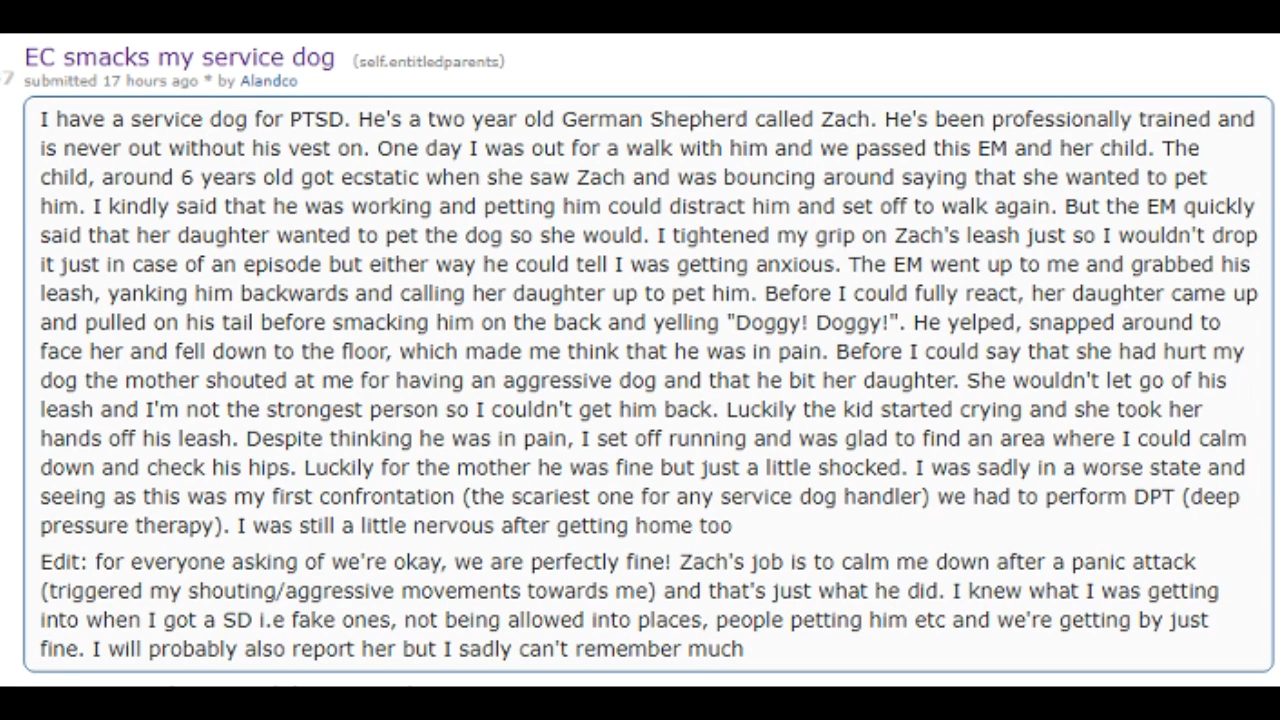 EC smacks my service dog (self.entitledparents)
submitted 17 hours ago * by Alandco
I have a service dog for PTSD. He's a two year old German Shepherd called Zach. He's been professionally trained and
is never out without his vest on. One day I was out for a walk with him and we passed this EM and her child. The
child, around 6 years old got ecstatic when she saw Zach and was bouncing around saying that she wanted to pet
him. I kindly said that he was working and petting him could distract him and set off to walk again. But the EM quickly
said that her daughter wanted to pet the dog so she would. I tightened my grip on Zach's leash just so I wouldn't drop
it just in case of an episode but either way he could tell I was getting anxious. The EM went up to me and grabbed his
leash, yanking him backwards and calling her daughter up to pet him. Before I could fully react, her daughter came up
and pulled on his tail before smacking him on the back and yelling "Doggy! Doggy!". He yelped, snapped around to
face her and fell down to the floor, which made me think that he was in pain. Before I could say that she had hurt my
dog the mother shouted at me for having an aggressive dog and that he bit her daughter. She wouldn't let go of his
leash and I'm not the strongest person so I couldn't get him back. Luckily the kid started crying and she took her
hands off his leash. Despite thinking he was in pain, I set off running and was glad to find an area where I could calm
down and check his hips. Luckily for the mother he was fine but just a little shocked. I was sadly in a worse state and
seeing as this was my first confrontation (the scariest one for any service dog handler) we had to perform DPT (deep
pressure therapy). I was still a little nervous after getting home too
Edit: for everyone asking of we're okay, we are perfectly fine! Zach's job is to calm me down after a panic attack
(triggered my shouting/aggressive movements towards me) and that's just what he did. I knew what I was getting
into when I got a SD i.e fake ones, not being allowed into places, people petting him etc and we're getting by just
fine. I will probably also report her but I sadly can't remember much